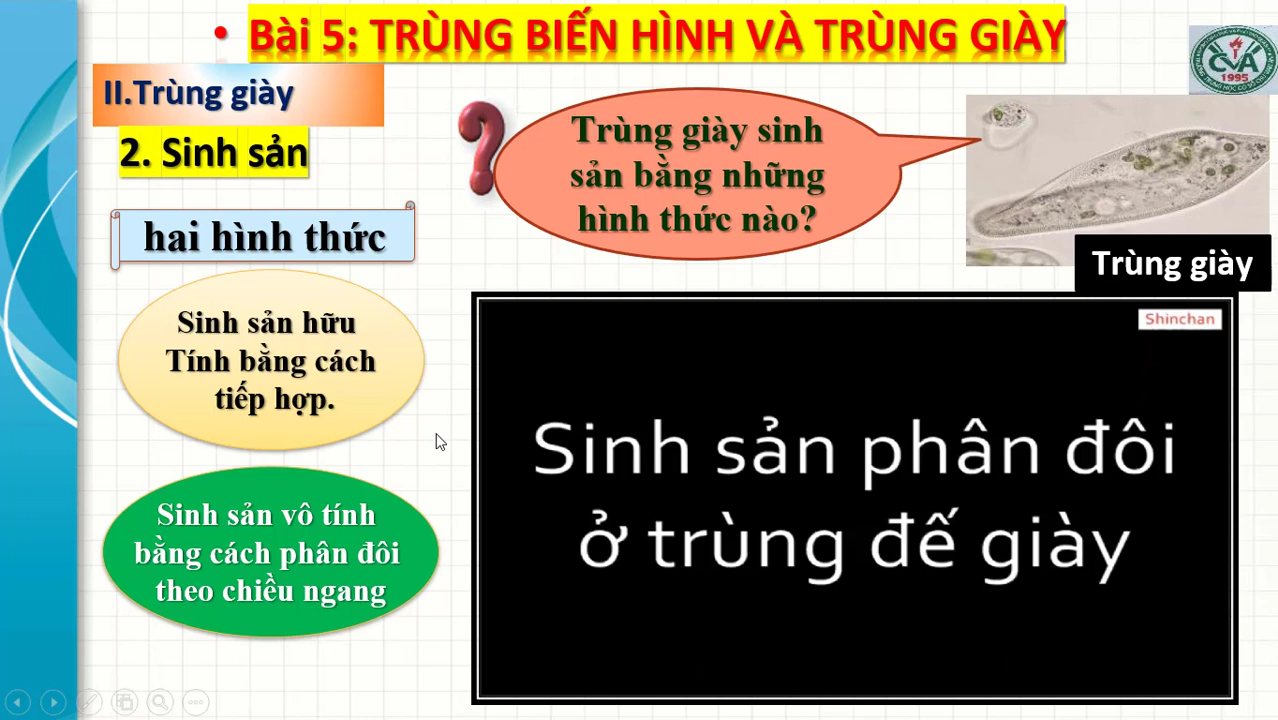 Bài 5: TRÙNG BIẾN HÌNH VÀ TRÙNG GIÀY
II.Trùng giày
2. Sinh sản
hai hình thức
Sinh sản hữu
Tính bằng cách
tiếp hợp.
Sinh sản vô tính
bằng cách phân đôi
theo chiều ngang
Trùng giày sinh
sản bằng những
hình thức nào?
CVA
1995
Trùng giày
Shinchan
Sinh sản phân đôi
ở trùng đế giày